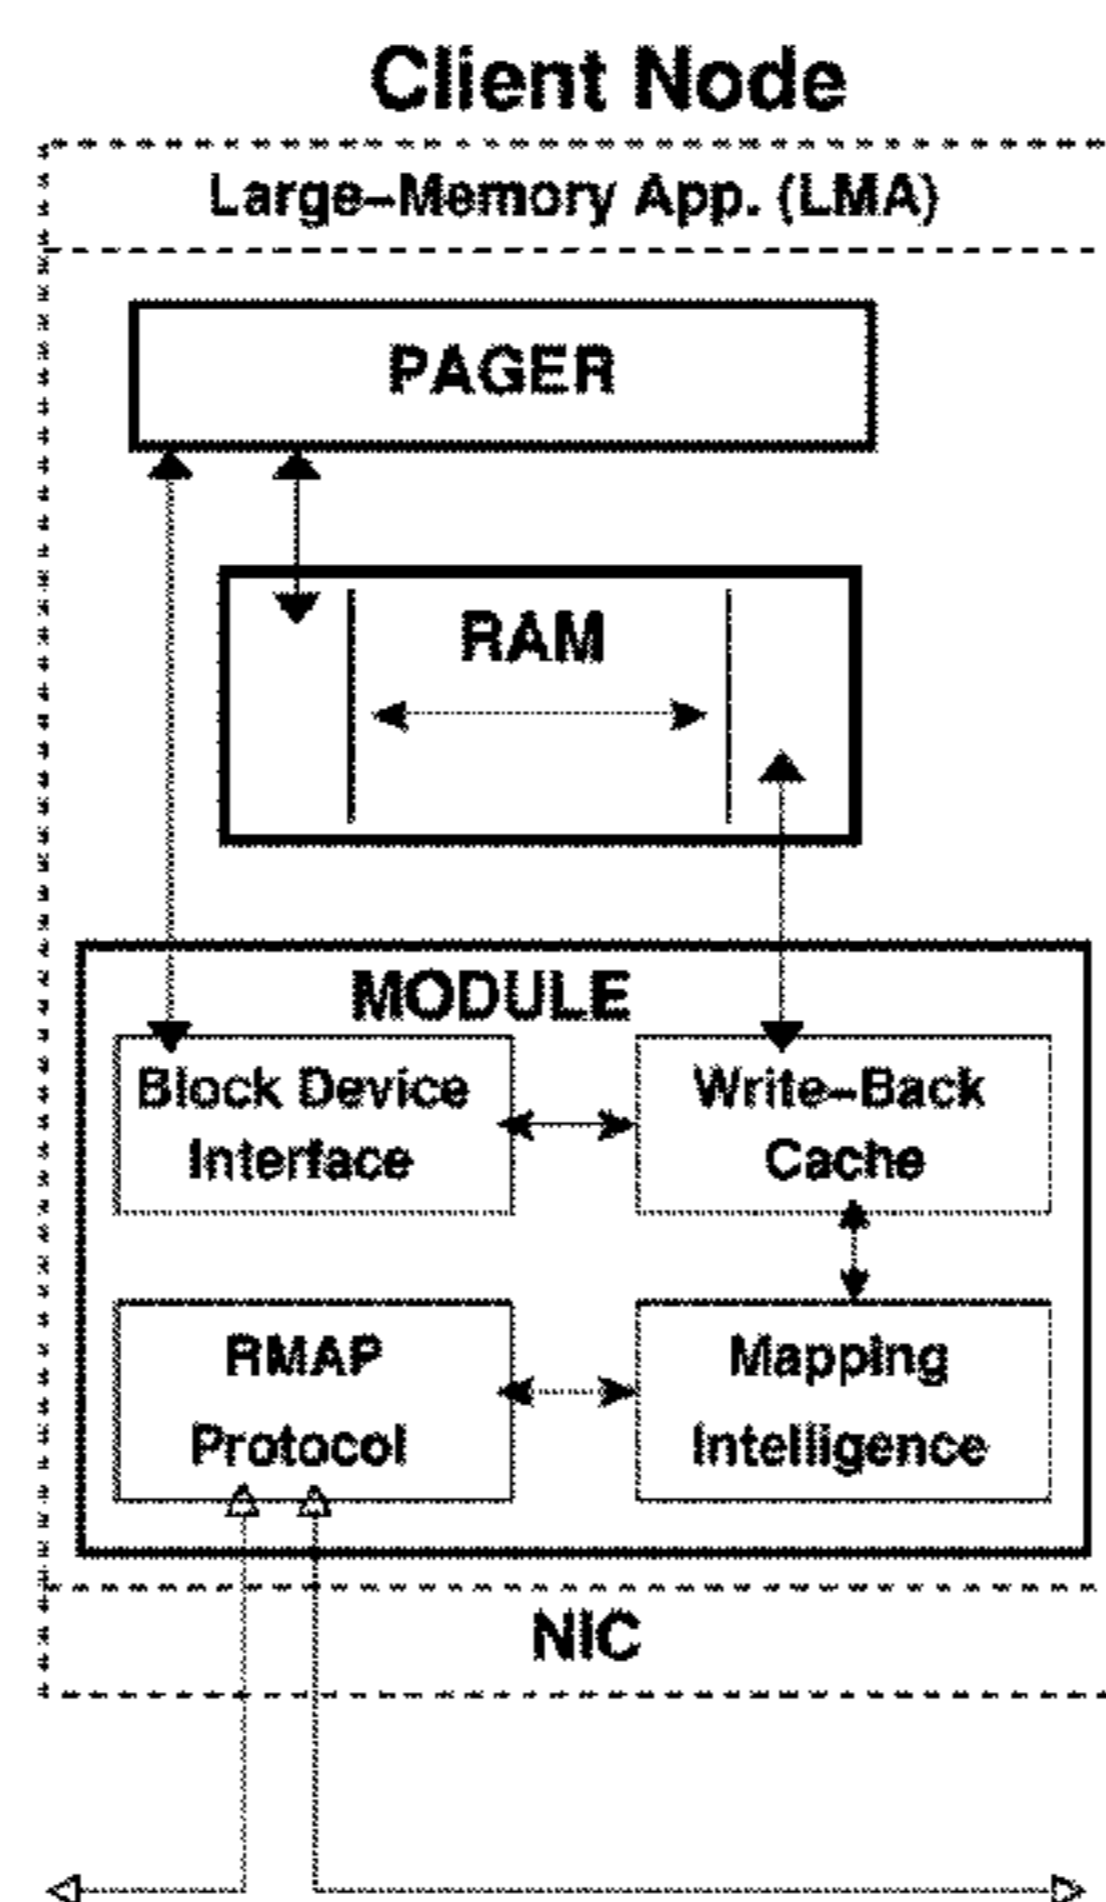 Client Node
Large-Memory App. (LMA)
PAGER
RAM
MODULE
Block Device
Interface
Write-Back
Cache
RMAP
Protocol
Mapping
Intelligence
NIC